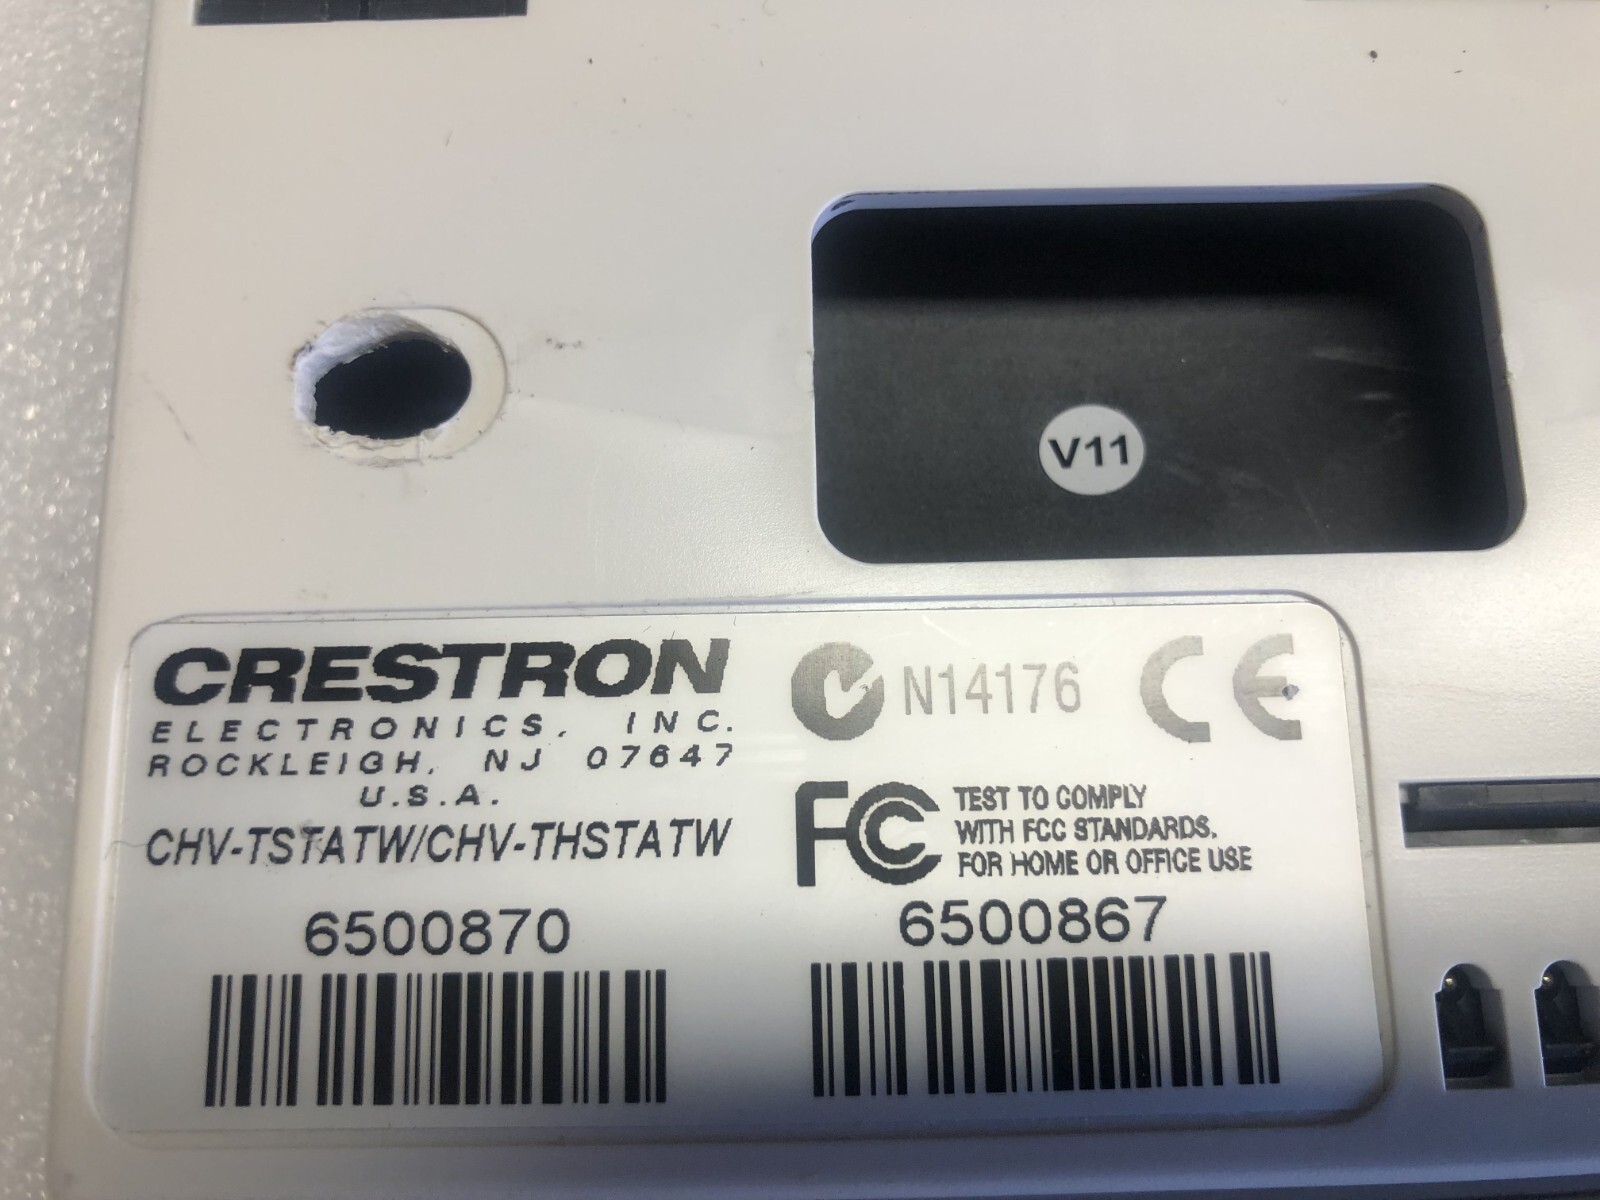 V11
CRESTRON
ELECTRONICS, INC.
ROCKLEIGH, NJ 07647
U.S.A.
CHV-TSTATW/CHV-THSTATW
6500870
N14176 CE
FC TEST TO COMPLY
WITH FCC STANDARDS.
FOR HOME OR OFFICE USE
6500867